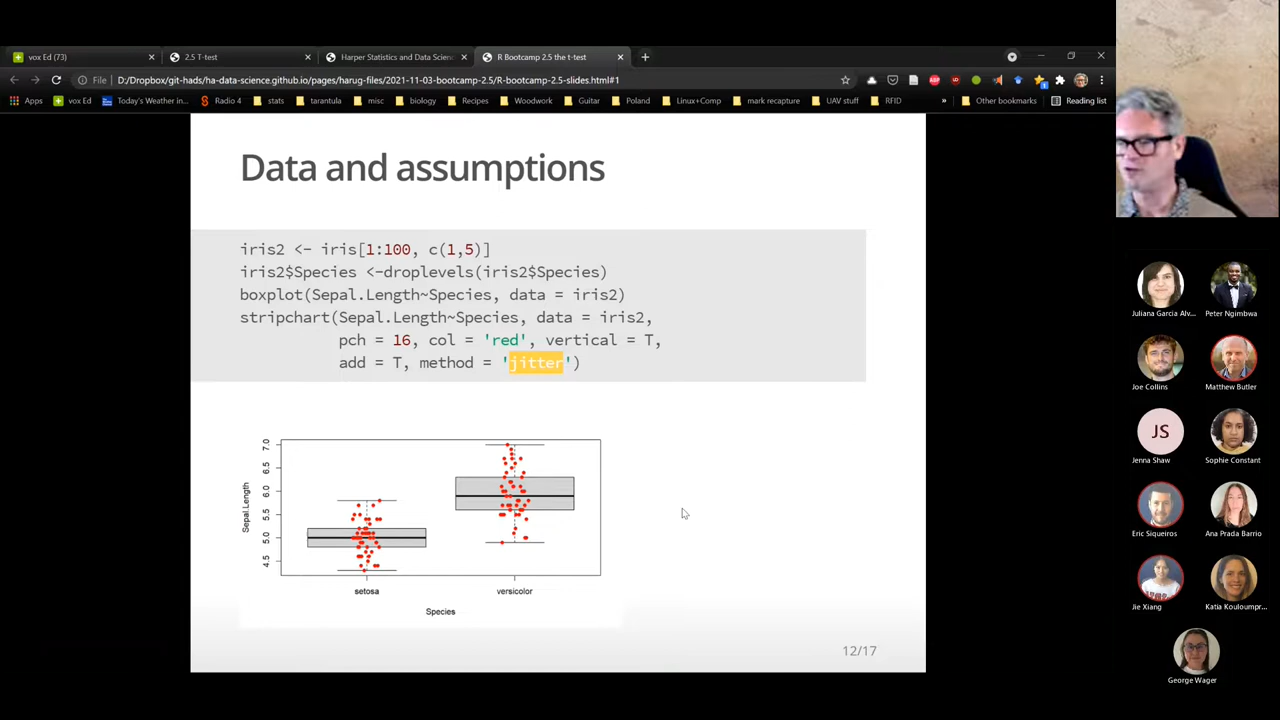 vox Ed (73)
2.5 T-test
Harper Statistics and Data Scienc
R Bootcamp 2.5 the t-test
File
D:/Dropbox/git-hads/ha-data-science.github.io/pages/harug-files/2021-11-03-bootcamp-2.5/R-bootcamp-2.5-slides.html#1
Apps
vox Ed
Today's Weather in...
Radio 4
stats
tarantula
misc
biology
Recipes
Woodwork
Guitar
Poland
Linux+Comp
mark recapture
UAV stuff
RFID
»
Other bookmarks
Reading list
Data and assumptions
iris2 <- iris[1:100, c(1,5)]
iris2$Species <-droplevels(iris2$Species)
boxplot(Sepal.Length~Species, data = iris2)
stripchart(Sepal.Length~Species, data = iris2,
pch = 16, col = 'red', vertical = T,
add = T, method = 'jitter')
Sepal.Length
7.0
6.5
6.0
5.5
5.0
4.5
setosa
versicolor
Species
12/17
Juliana Garcia Alv...
Peter Ngimbwa
Joe Collins
Matthew Butler
JS
Jenna Shaw
Sophie Constant
Eric Siqueiros
Ana Prada Barrio
Jie Xiang
Katia Kouloumpr...
George Wager